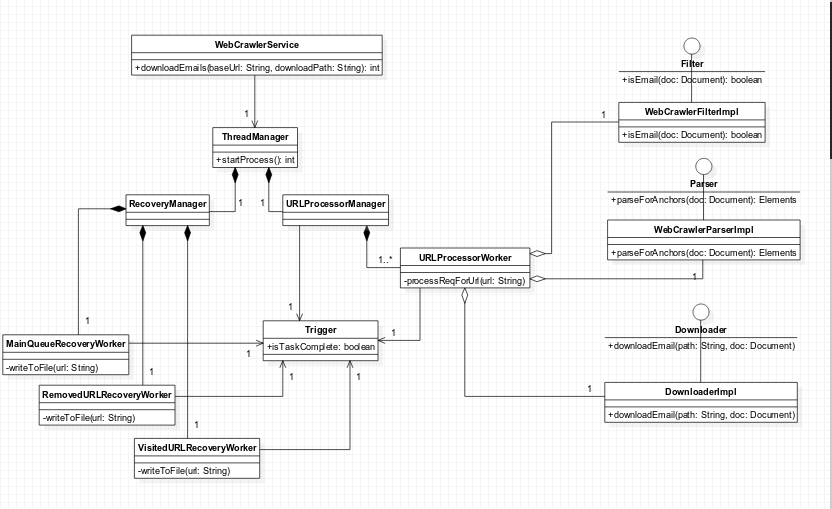 WebCrawlerService
+downloadEmails(baseUrl: String, downloadPath: String): int
1
ThreadManager
+startProcess(): int
1
1
RecoveryManager
URLProcessorManager
1..*
URLProcessorWorker
-processReqForUrl(url: String)
1
Filter
+isEmail(doc: Document): boolean
WebCrawlerFilterImpl
+isEmail(doc: Document): boolean
Parser
+parseForAnchors(doc: Document): Elements
WebCrawlerParserImpl
+parseForAnchors(doc: Document): Elements
1
Downloader
+downloadEmail(path: String, doc: Document)
DownloaderImpl
+downloadEmail(path: String, doc: Document)
1
1
Trigger
+isTaskComplete: boolean
1
1
MainQueueRecoveryWorker
-writeToFile(url: String)
1
1
RemovedURLRecoveryWorker
-writeToFile(url: String)
1
1
VisitedURLRecoveryWorker
-writeToFile(url: String)
1
1